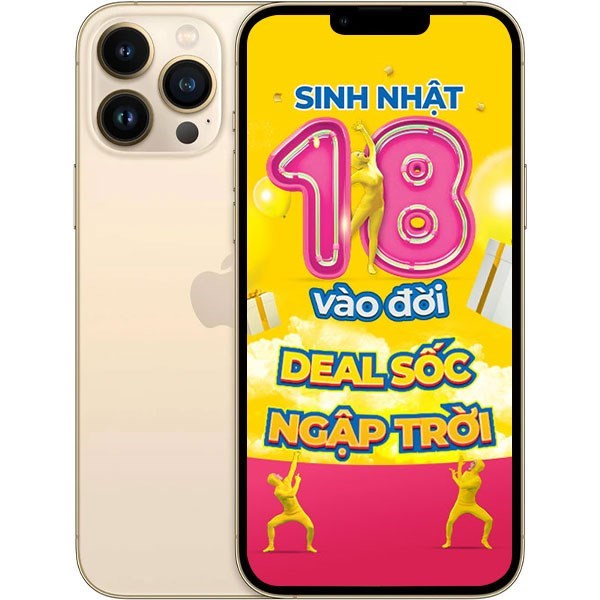 SINH NHẬT
18
vào đời
DEAL SỐC
NGẬP TRỜI